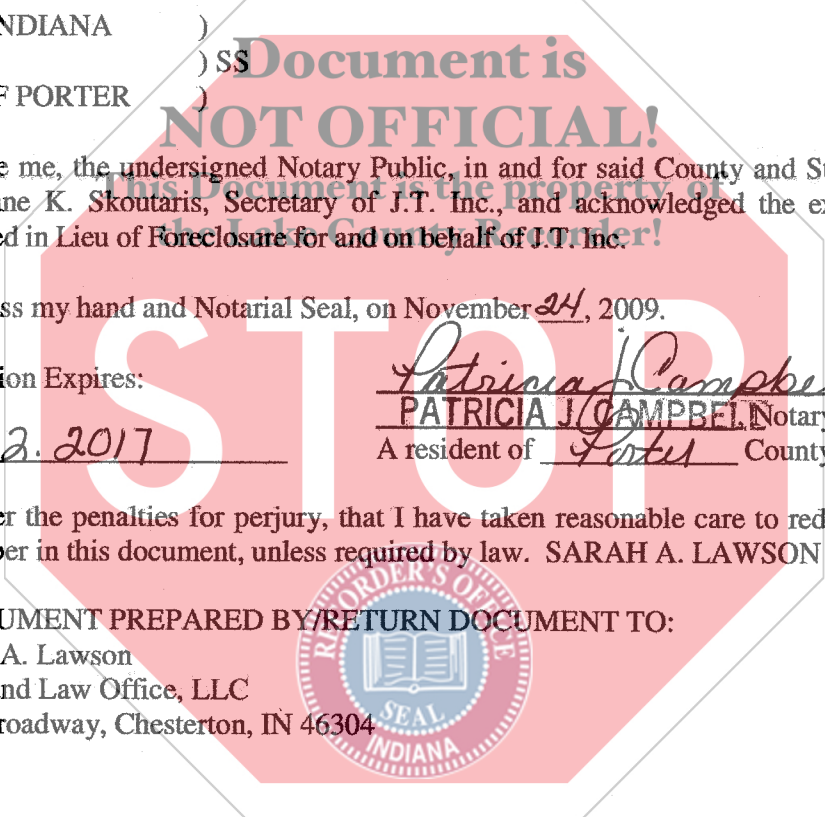 NDIANA )
) SS
F PORTER )
Document is
NOT OFFICIAL!
This Document is the property of
the Lake County Recorder!
e me, the undersigned Notary Public, in and for said County and St
ne K. Skoutaris, Secretary of J.T. Inc., and acknowledged the ex
ed in Lieu of Foreclosure for and on behalf of J.T. Inc.
ss my hand and Notarial Seal, on November 24, 2009.
STOP
ion Expires:
Patricia J Campbe
PATRICIA J. CAMPBELL Notary
2. 2017
A resident of Porter County
er the penalties for perjury, that I have taken reasonable care to red
ber in this document, unless required by law. SARAH A. LAWSON
UMENT PREPARED BY/RETURN DOCUMENT TO:
A. Lawson
nd Law Office, LLC
roadway, Chesterton, IN 46304
RECORDER'S OFFICE
SEAL
INDIANA